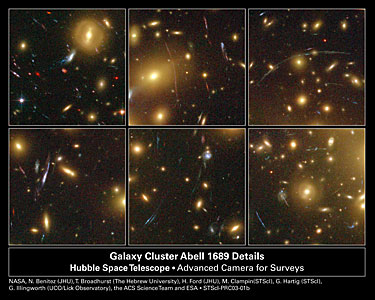 Galaxy Cluster Abell 1689 Details
Hubble Space Telescope • Advanced Camera for Surveys
NASA, N. Benitez (JHU), T. Broadhurst (The Hebrew University), H. Ford (JHU), M. Clampin(STScI), G. Hartig (STScI),
G. Illingworth (UCO/Lick Observatory), the ACS Science Team and ESA • STScI-PRC03-01b